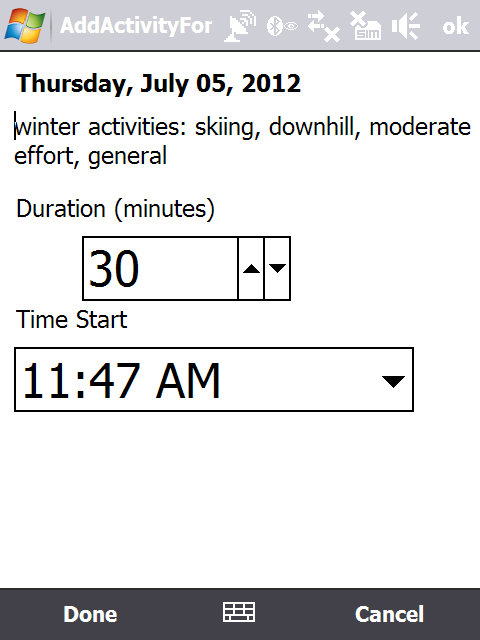 AddActivityFor
SIM
ok
Thursday, July 05, 2012
winter activities: skiing, downhill, moderate
effort, general
Duration (minutes)
30
Time Start
11:47 AM
Done
Cancel